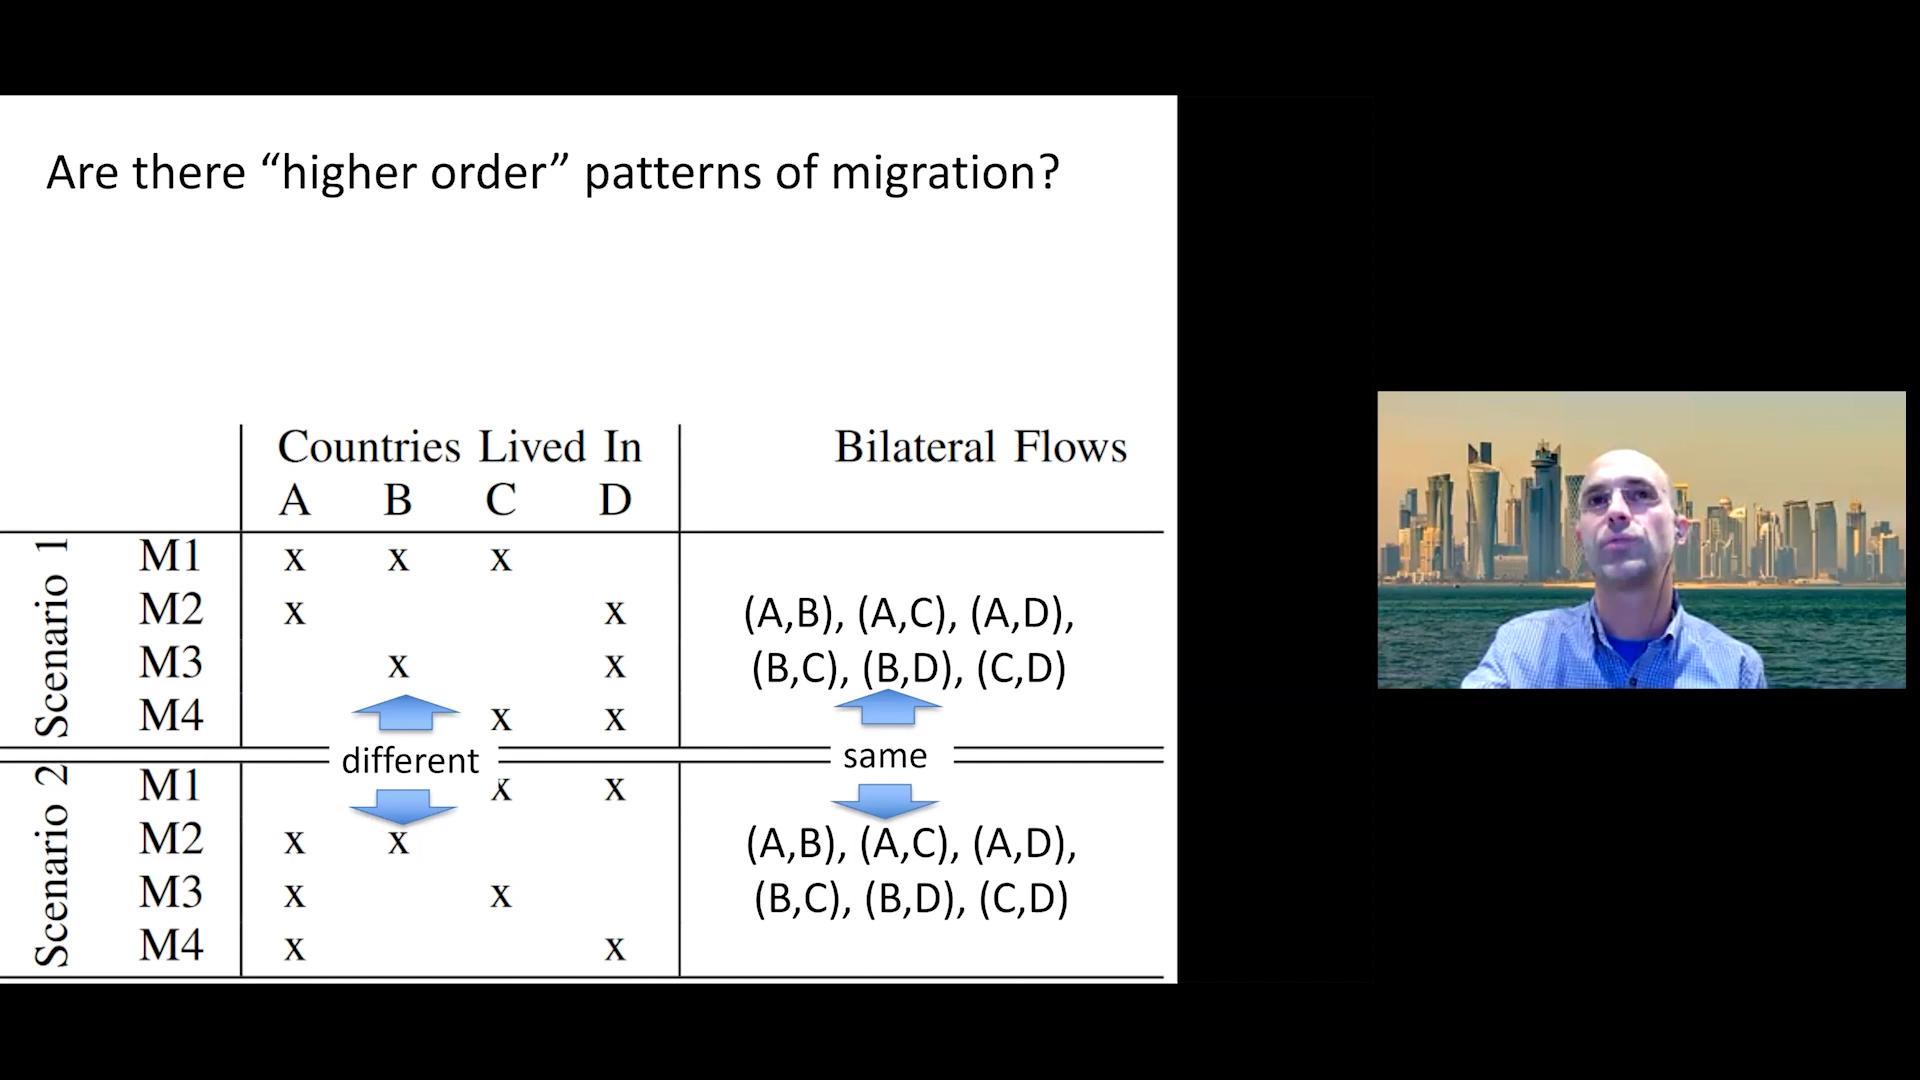 Are there “higher order” patterns of migration?
Countries Lived In Bilateral Flows
A B C D
Scenario 1
M1 x x x
M2 x x
M3 x x
M4 x x
(A,B), (A,C), (A,D),
(B,C), (B,D), (C,D)
different same
Scenario 2
M1 x x
M2 x x
M3 x x
M4 x x
(A,B), (A,C), (A,D),
(B,C), (B,D), (C,D)